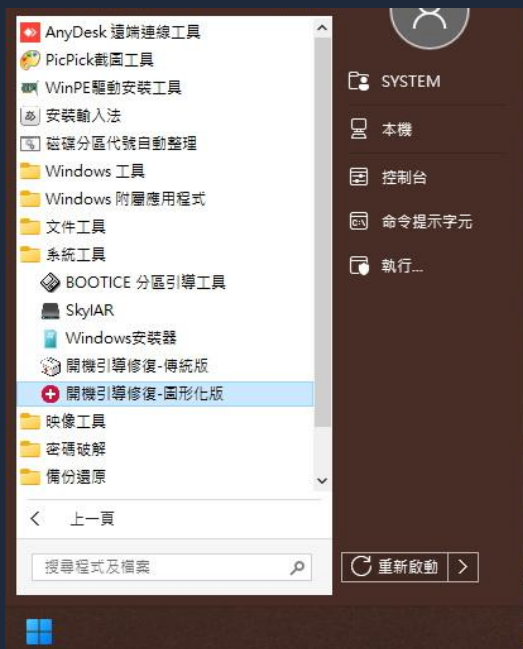 AnyDesk 遠端連線工具
PicPick截圖工具
WinPE驅動安裝工具
安裝輸入法
磁碟分區代號自動整理
Windows 工具
Windows 附屬應用程式
文件工具
系統工具
BOOTICE 分區引導工具
SkyIAR
Windows安裝器
開機引導修復-傳統版
開機引導修復-圖形化版
映像工具
密碼破解
備份還原
上一頁
搜尋程式及檔案
SYSTEM
本機
控制台
命令提示字元
執行...
重新啟動